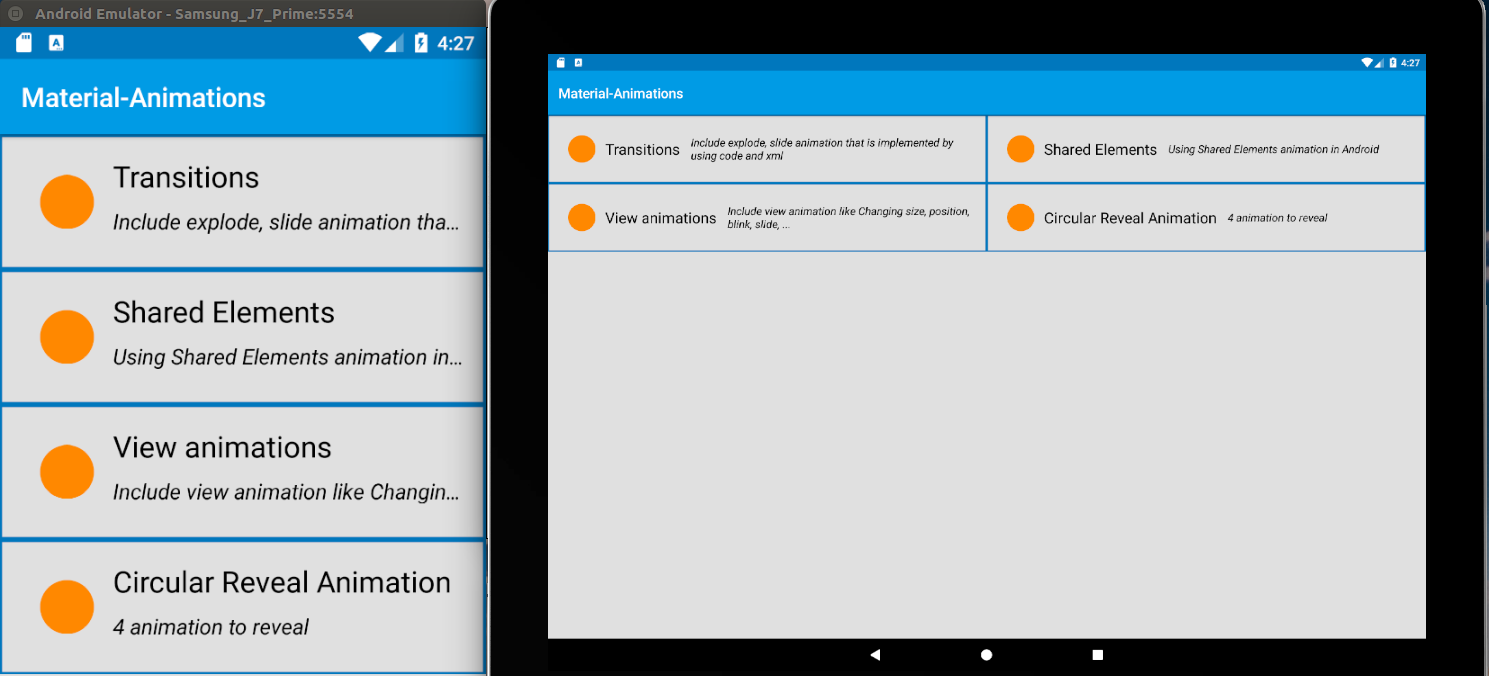 Android Emulator - Samsung_J7_Prime:5554
4:27
Material-Animations
Transitions
Include explode, slide animation tha...
Shared Elements
Using Shared Elements animation in...
View animations
Include view animation like Changin...
Circular Reveal Animation
4 animation to reveal
4:27
Material-Animations
Transitions
Include explode, slide animation that is implemented by
using code and xml
Shared Elements
Using Shared Elements animation in Android
View animations
Include view animation like Changing size, position,
blink, slide, ...
Circular Reveal Animation
4 animation to reveal